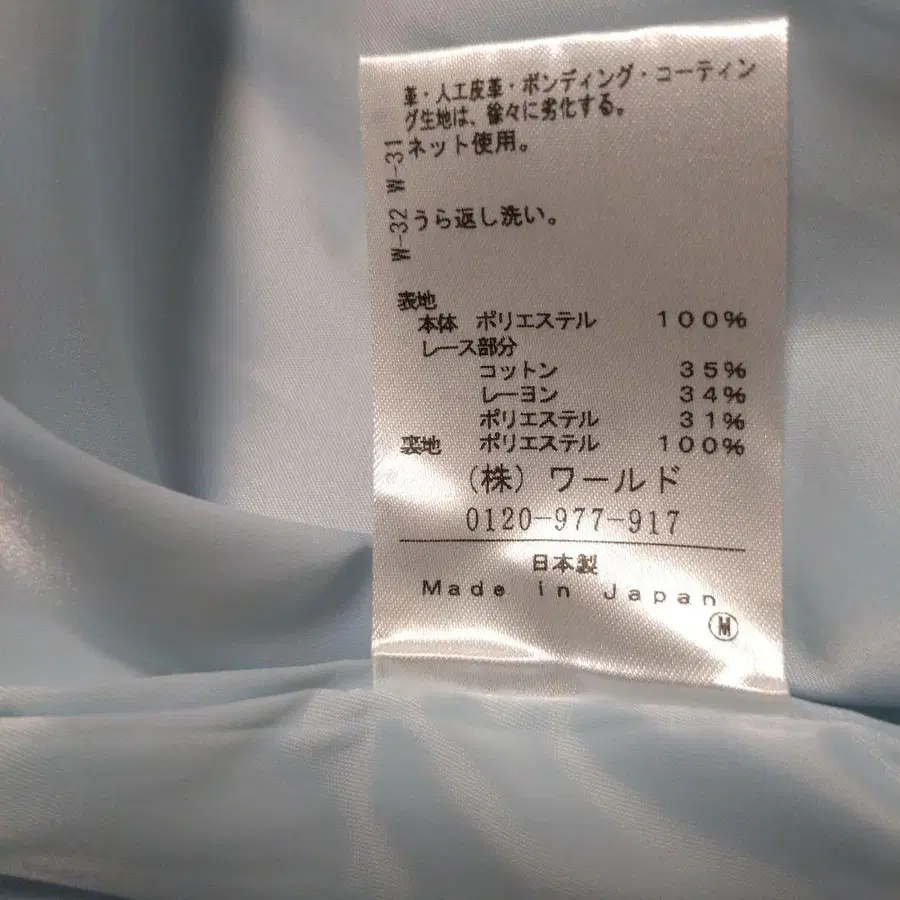 革・人工皮革・ボンディング・コーティン
グ生地は、徐々に劣化する。
W-31 ネット使用。
W-32 うら返し洗い。
表地
本体 ポリエステル 100%
レース部分
コットン 35%
レーヨン 34%
ポリエステル 31%
裏地 ポリエステル 100%
(株) ワールド
0120-977-917
日本製
Made in Japan
Ⓜ